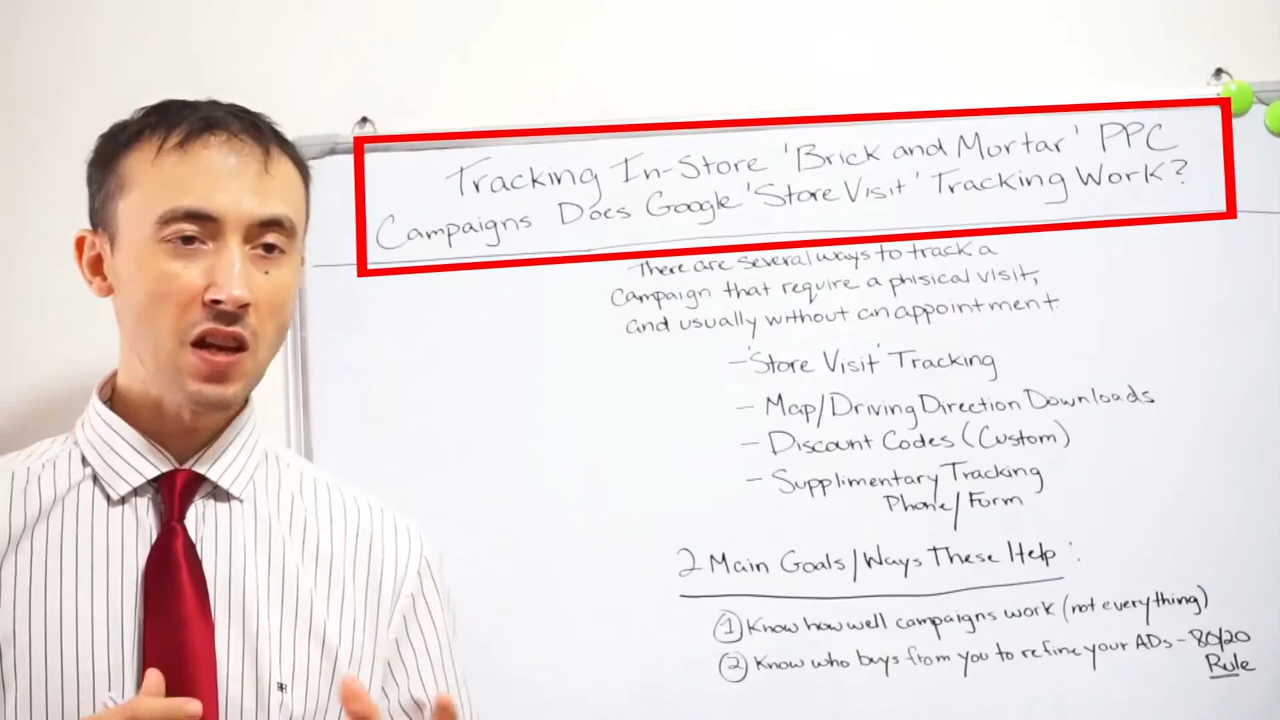 Tracking In-Store 'Brick and Mortar' PPC
Campaigns. Does Google 'Store Visit' Tracking Work?
There are several ways to track a
campaign that require a phisical visit,
and usually without an appointment.
- 'Store Visit' Tracking
- Map/Driving Direction Downloads
- Discount Codes (Custom)
- Supplimentary Tracking
Phone/Form
2 Main Goals/Ways These Help:
1 Know how well campaigns work (not everything)
2 Know who buys from you to refine your ADs - 80/20
Rule